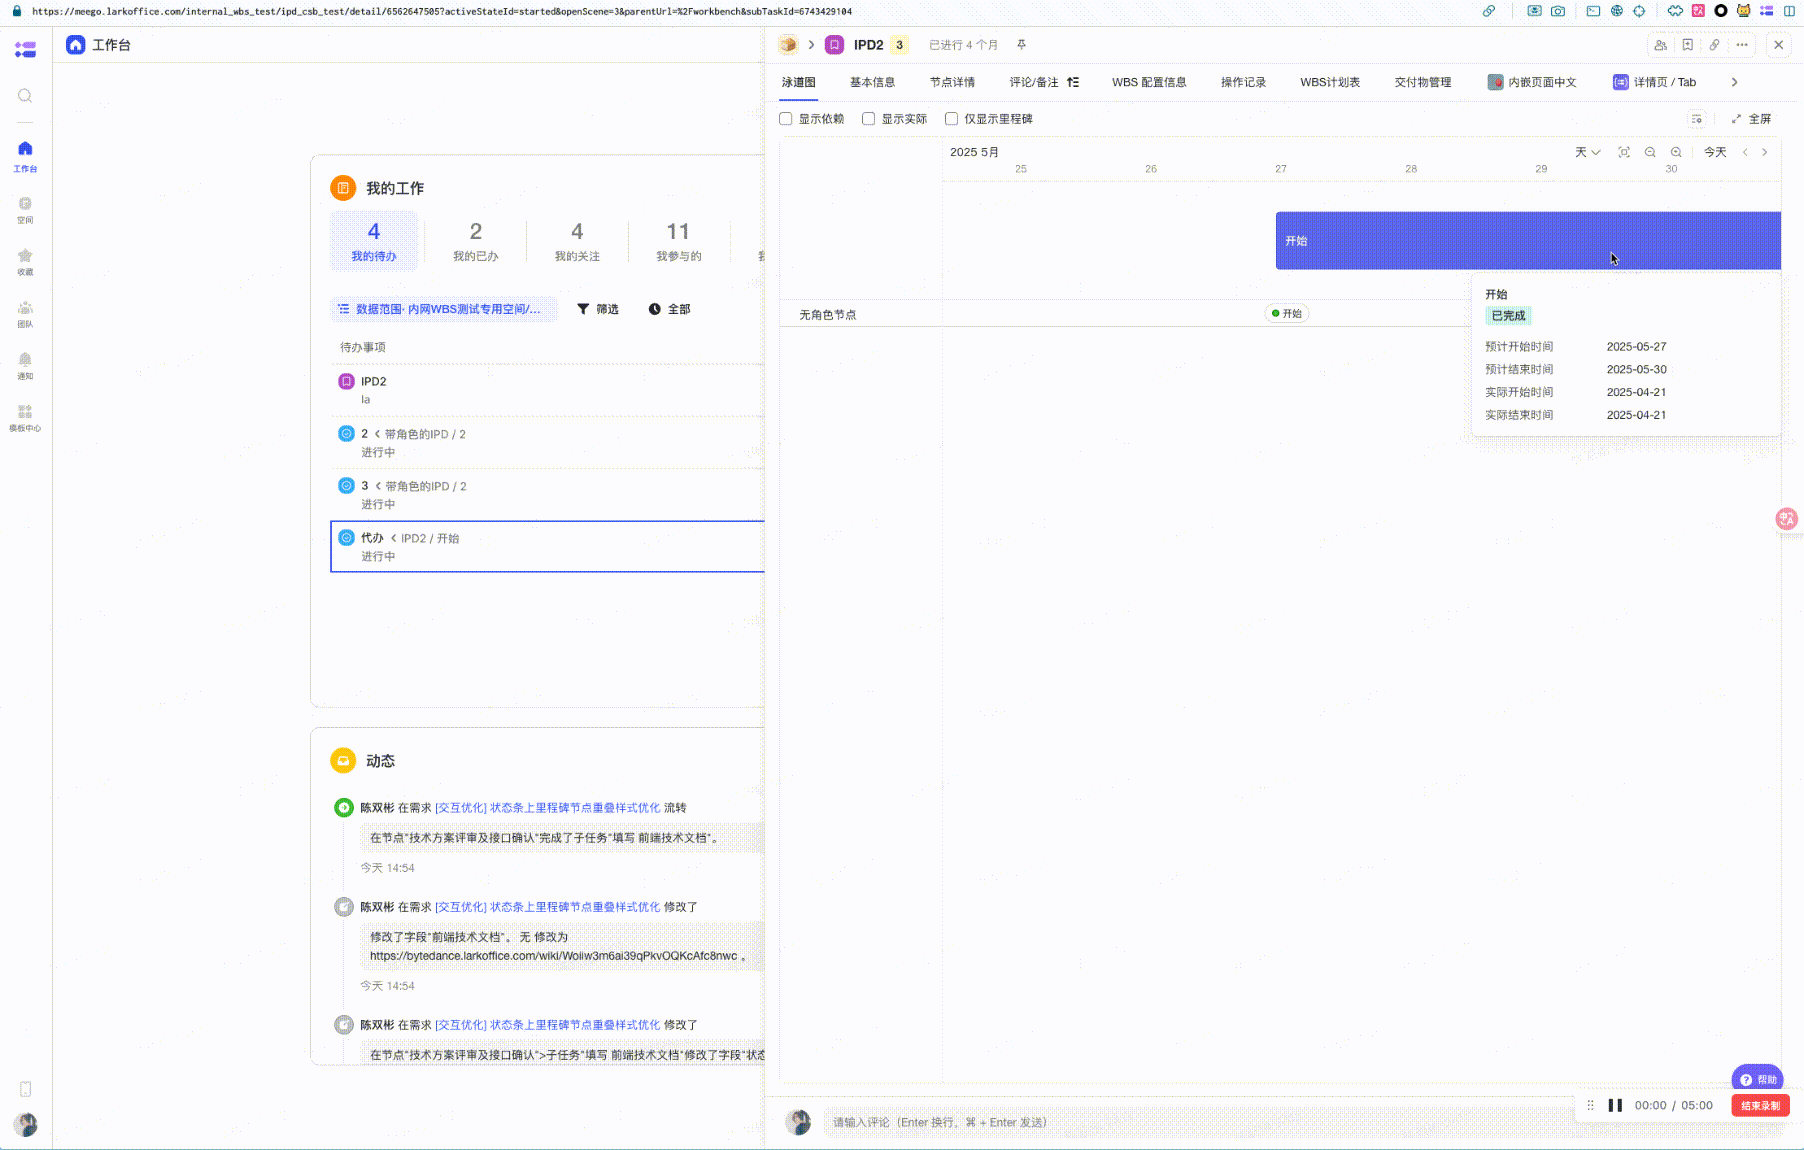 https://meego.larkoffice.com/internal_wbs_test/ipd_csb_test/detail/6562647505?activeStateId=started&openScene=3&parentUrl=%2Fworkbench&subTaskId=6743429104
工作台
工作台
空间
收藏
团队
通知
模板中心
我的工作
4 2 4 11
我的待办 我的已办 我的关注 我参与的
数据范围· 内网WBS测试专用空间/... 筛选 全部
待办事项
IPD2
la
2 < 带角色的IPD / 2
进行中
3 < 带角色的IPD / 2
进行中
代办 < IPD2 / 开始
进行中
动态
陈双彬 在需求 [交互优化] 状态条上里程碑节点重叠样式优化 流转
在节点“技术方案评审及接口确认”完成了子任务“填写 前端技术文档”。
今天 14:54
陈双彬 在需求 [交互优化] 状态条上里程碑节点重叠样式优化 修改了
修改了字段“前端技术文档”。 无 修改为
https://bytedance.larkoffice.com/wiki/Woiiw3m6ai39qPkvOQKcAfc8nwc 。
今天 14:54
陈双彬 在需求 [交互优化] 状态条上里程碑节点重叠样式优化 修改了
在节点“技术方案评审及接口确认”>子任务“填写 前端技术文档”修改了字段“状态
IPD2 3 已进行 4 个月
泳道图 基本信息 节点详情 评论/备注 WBS 配置信息 操作记录 WBS计划表 交付物管理 内嵌页面中文 详情页 / Tab
显示依赖 显示实际 仅显示里程碑 全屏
2025 5月 天 今天
25 26 27 28 29 30
开始
无角色节点 开始
开始
已完成
预计开始时间 2025-05-27
预计结束时间 2025-05-30
实际开始时间 2025-04-21
实际结束时间 2025-04-21
帮助
00:00 / 05:00 结束录制
请输入评论（Enter 换行，⌘ + Enter 发送）